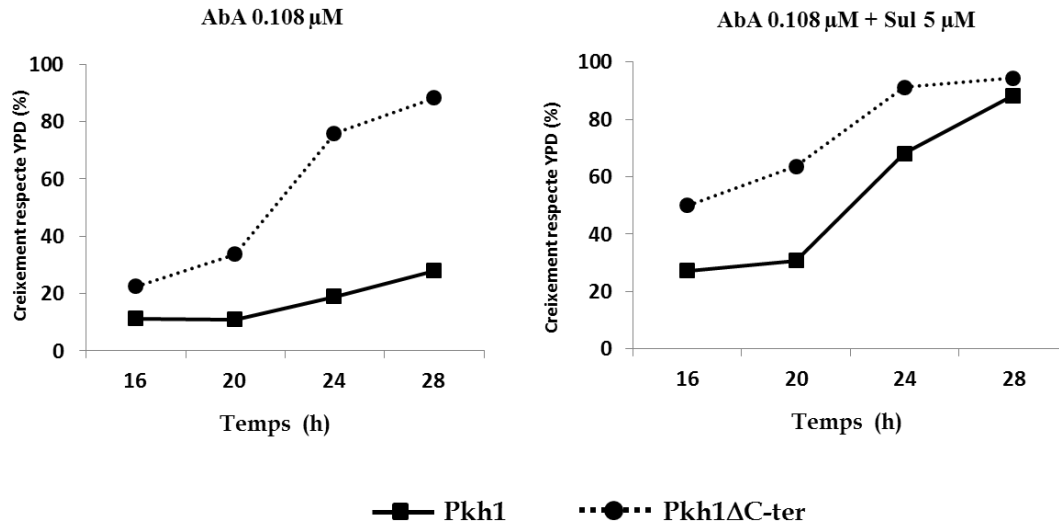 AbA 0.108 µM
Creixement respecte YPD (%)
100
80
60
40
20
0
16 20 24 28
Temps (h)
AbA 0.108 µM + Sul 5 µM
Creixement respecte YPD (%)
100
80
60
40
20
0
16 20 24 28
Temps (h)
Pkh1 Pkh1ΔC-ter